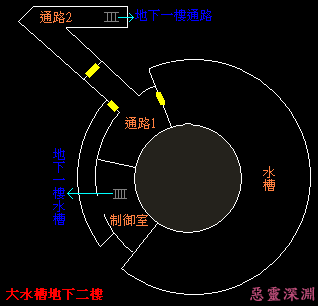 通路2
地下一樓通路
通路1
地下一樓水槽
水槽
制御室
大水槽地下二樓
惡靈深淵